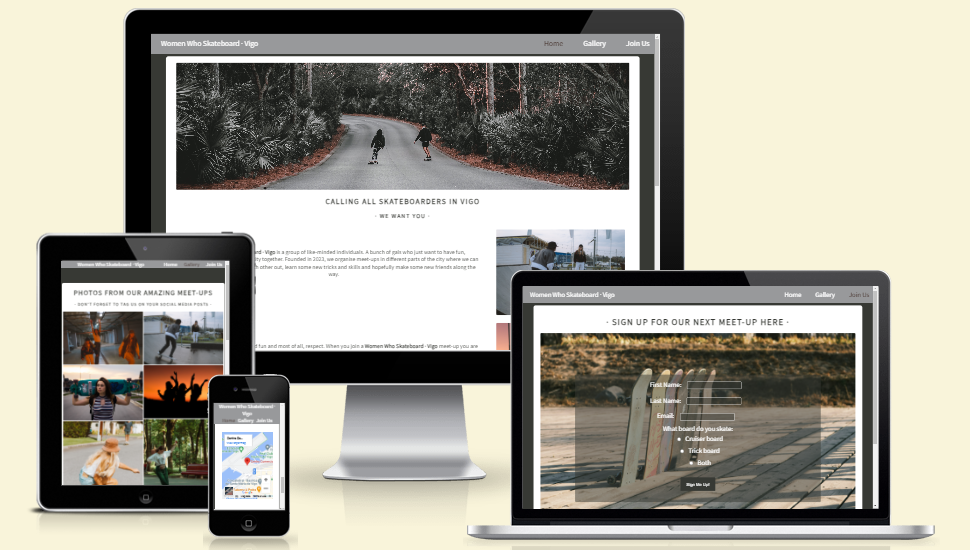 Women Who Skateboard - Vigo
Home Gallery Join Us
CALLING ALL SKATEBOARDERS IN VIGO
- WE WANT YOU -
- Vigo is a group of like-minded individuals. A bunch of gals who just want to have fun,
together. Founded in 2023, we organise meet-ups in different parts of the city where we can
other out, learn some new tricks and skills and hopefully make some new friends along the
way.
of fun and most of all, respect. When you join a Women Who Skateboard - Vigo meet-up you are
Women Who Skateboard - Vigo Home Gallery Join Us
PHOTOS FROM OUR AMAZING MEET-UPS
- DON'T FORGET TO TAG US ON YOUR SOCIAL MEDIA POSTS -
Women Who Skateboard -
Vigo
Home Gallery Join Us
Women Who Skateboard - Vigo
Home Gallery Join Us
- SIGN UP FOR OUR NEXT MEET-UP HERE -
First Name:
Last Name:
Email:
What board do you skate:
Cruiser board
Trick board
Both
Sign Me Up!